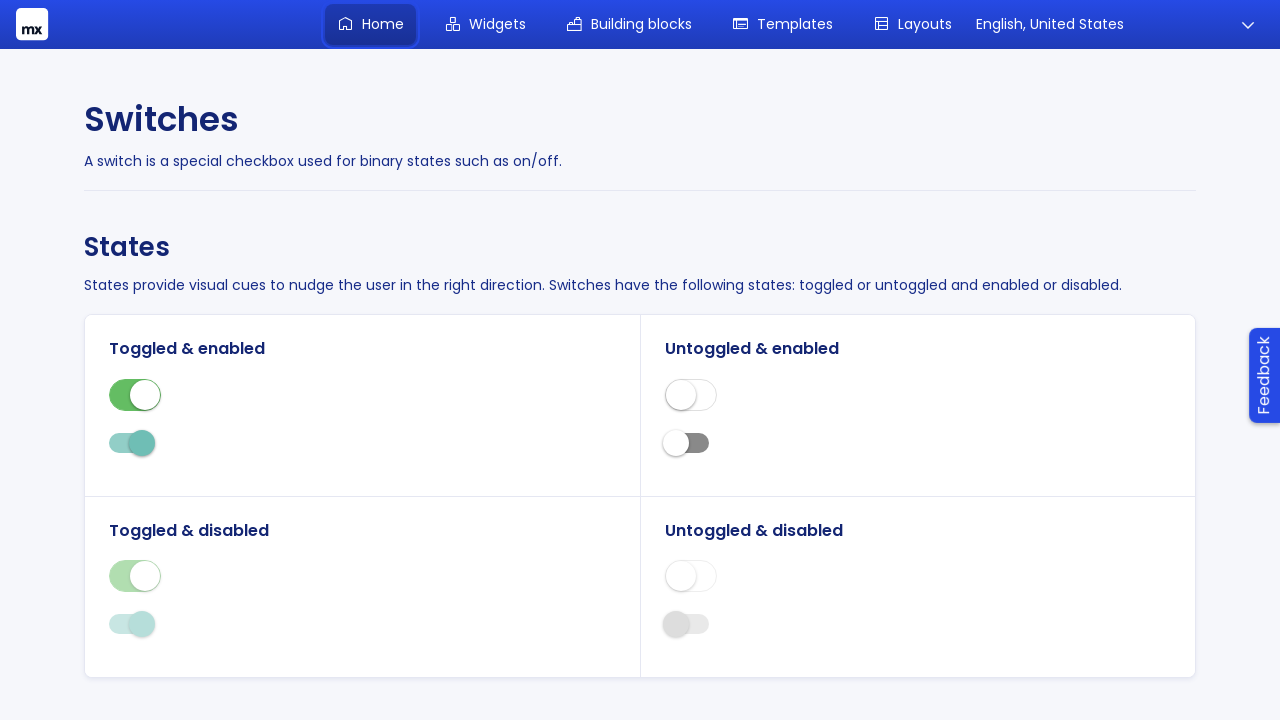 mx
Home
Widgets
Building blocks
Templates
Layouts
English, United States
Switches
A switch is a special checkbox used for binary states such as on/off.
States
States provide visual cues to nudge the user in the right direction. Switches have the following states: toggled or untoggled and enabled or disabled.
Toggled & enabled
Untoggled & enabled
Toggled & disabled
Untoggled & disabled
Feedback